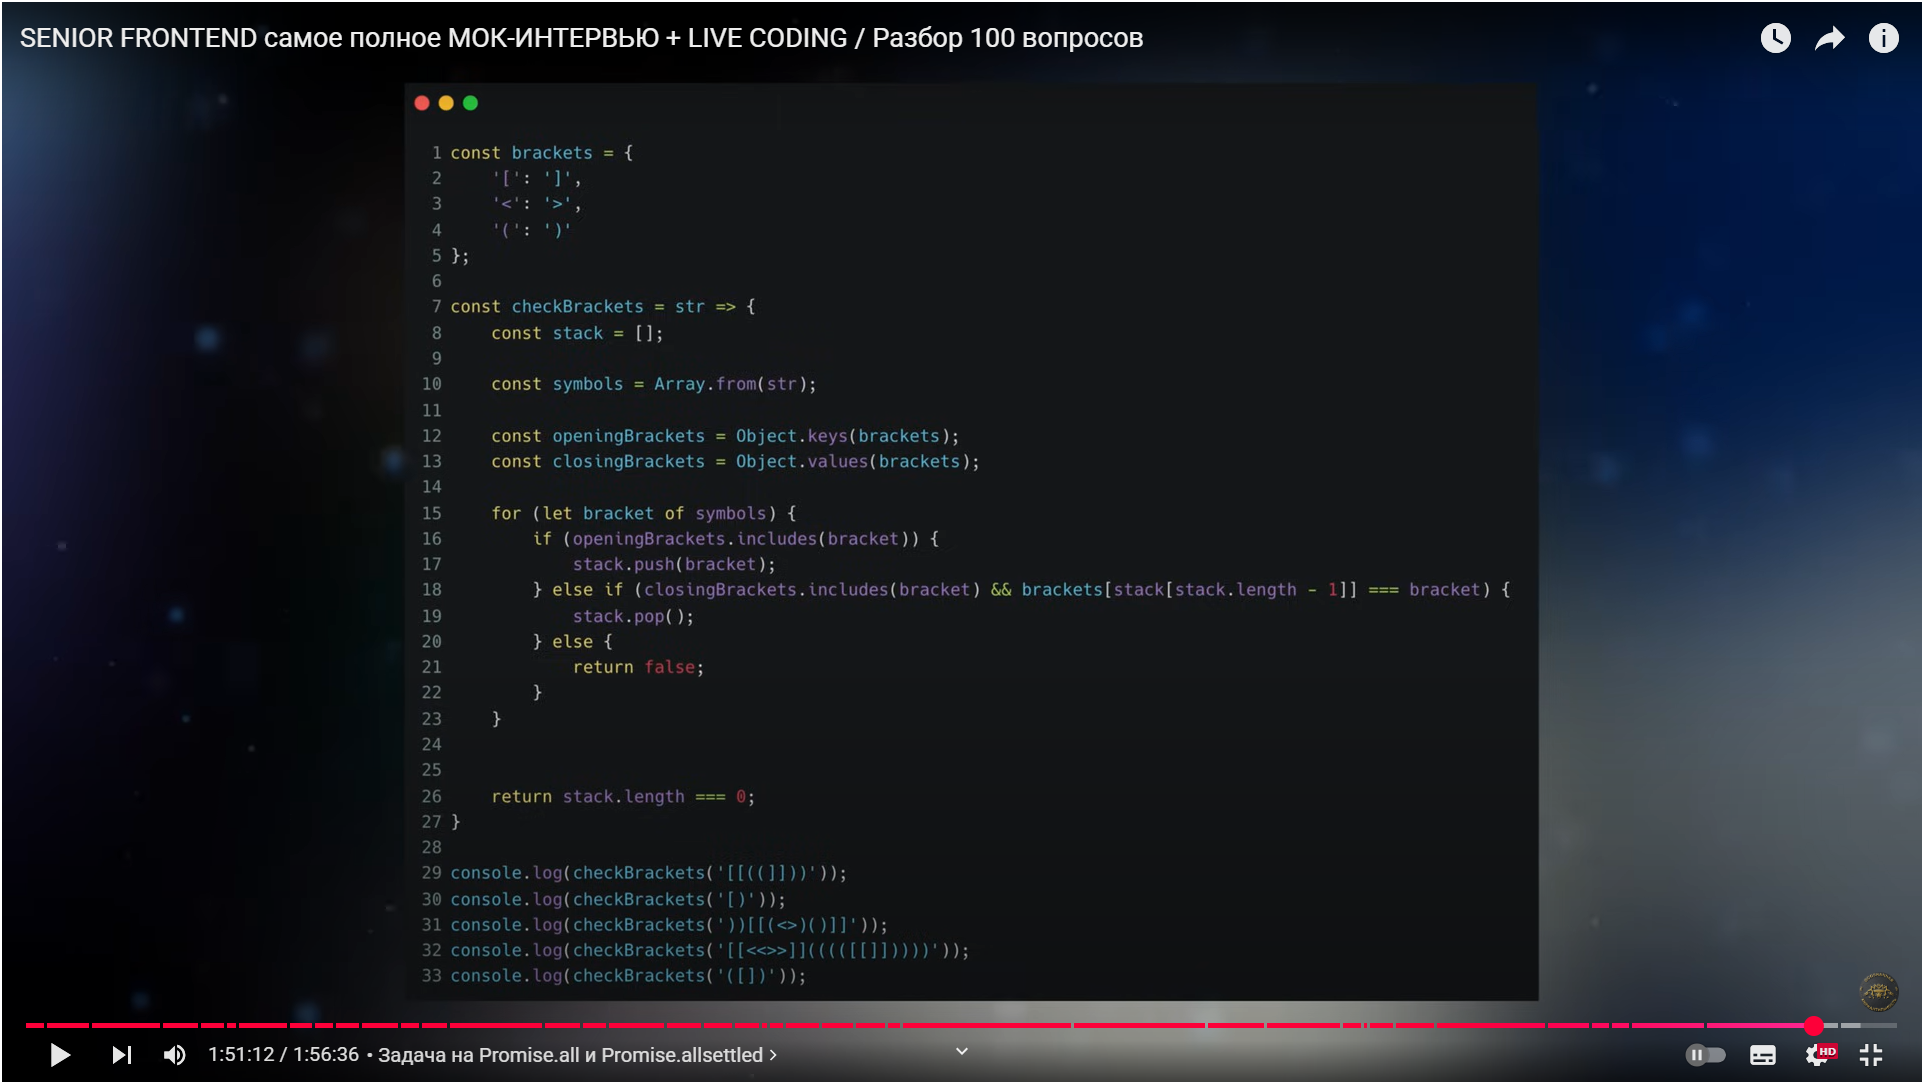 SENIOR FRONTEND самое полное МОК-ИНТЕРВЬЮ + LIVE CODING / Разбор 100 вопросов
1 const brackets = {
2     '[': ']',
3     '<': '>',
4     '(': ')'
5 };
6
7 const checkBrackets = str => {
8     const stack = [];
9
10     const symbols = Array.from(str);
11
12     const openingBrackets = Object.keys(brackets);
13     const closingBrackets = Object.values(brackets);
14
15     for (let bracket of symbols) {
16         if (openingBrackets.includes(bracket)) {
17             stack.push(bracket);
18         } else if (closingBrackets.includes(bracket) && brackets[stack[stack.length - 1]] === bracket) {
19             stack.pop();
20         } else {
21             return false;
22         }
23     }
24
25
26     return stack.length === 0;
27 }
28
29 console.log(checkBrackets('[[((]]))'));
30 console.log(checkBrackets('[)'));
31 console.log(checkBrackets('))[[(<>)()]]'));
32 console.log(checkBrackets('[[<<>>]](((([[]]))))'));
33 console.log(checkBrackets('([])'));
1:51:12 / 1:56:36 • Задача на Promise.all и Promise.allsettled >
HD